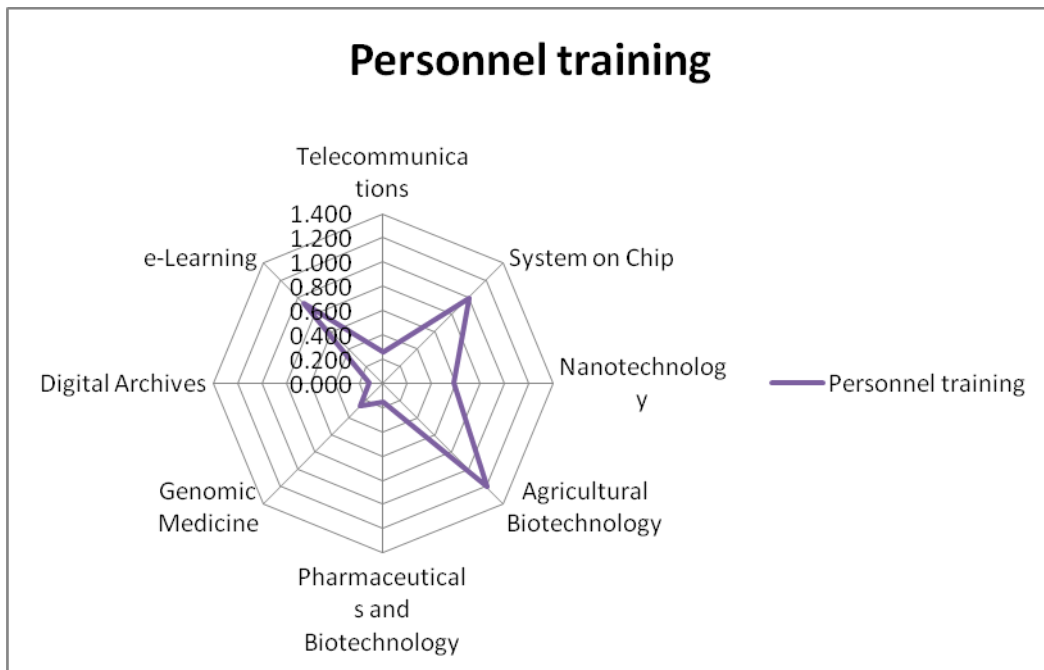 Personnel training
Telecommunica
tions
1.400
1.200
1.000
0.800
0.600
0.400
0.200
0.000
System on Chip
Nanotechnolog
y
Agricultural
Biotechnology
Pharmaceutical
s and
Biotechnology
Genomic
Medicine
Digital Archives
e-Learning
Personnel training